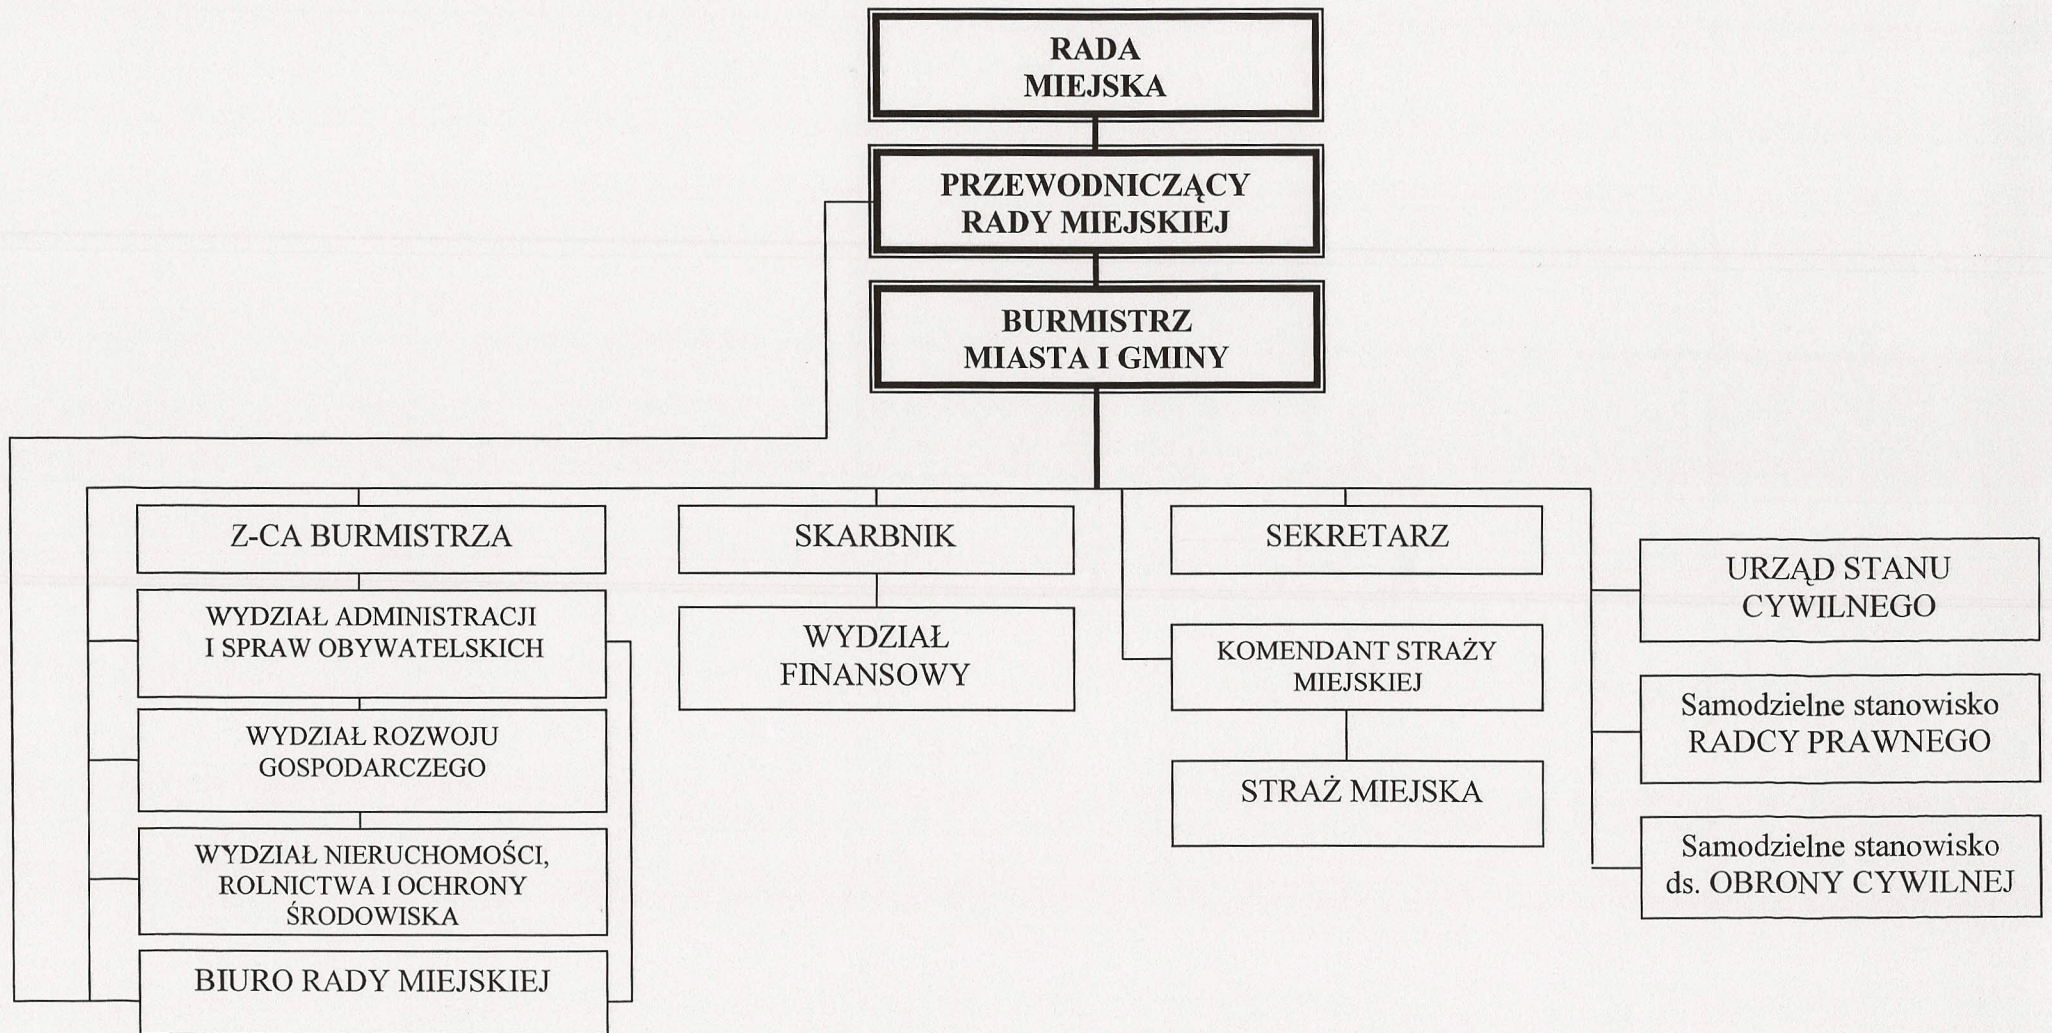 RADA
MIEJSKA
PRZEWODNICZĄCY
RADY MIEJSKIEJ
BURMISTRZ
MIASTA I GMINY
Z-CA BURMISTRZA
WYDZIAŁ ADMINISTRACJI
I SPRAW OBYWATELSKICH
WYDZIAŁ ROZWOJU
GOSPODARCZEGO
WYDZIAŁ NIERUCHOMOŚCI,
ROLNICTWA I OCHRONY
ŚRODOWISKA
BIURO RADY MIEJSKIEJ
SKARBNIK
WYDZIAŁ
FINANSOWY
SEKRETARZ
KOMENDANT STRAŻY
MIEJSKIEJ
STRAŻ MIEJSKA
URZĄD STANU
CYWILNEGO
Samodzielne stanowisko
RADCY PRAWNEGO
Samodzielne stanowisko
ds. OBRONY CYWILNEJ